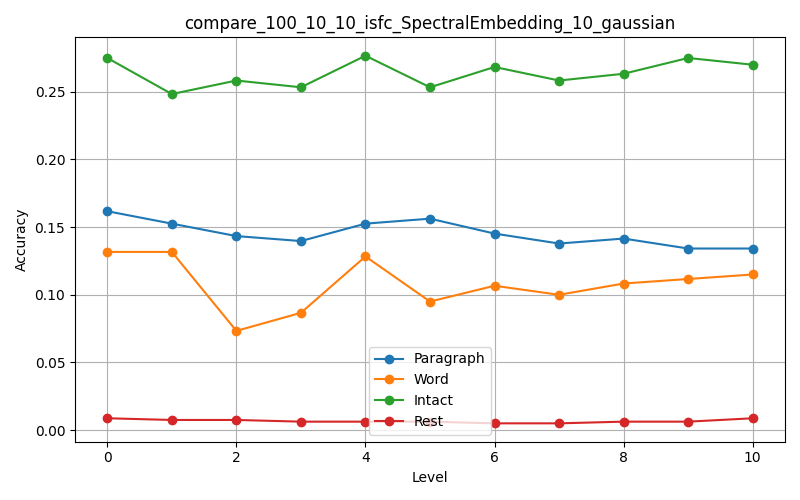 compare_100_10_10_isfc_SpectralEmbedding_10_gaussian
Accuracy
0.25
0.20
0.15
0.10
0.05
0.00
Paragraph
Word
Intact
Rest
0 2 4 6 8 10
Level